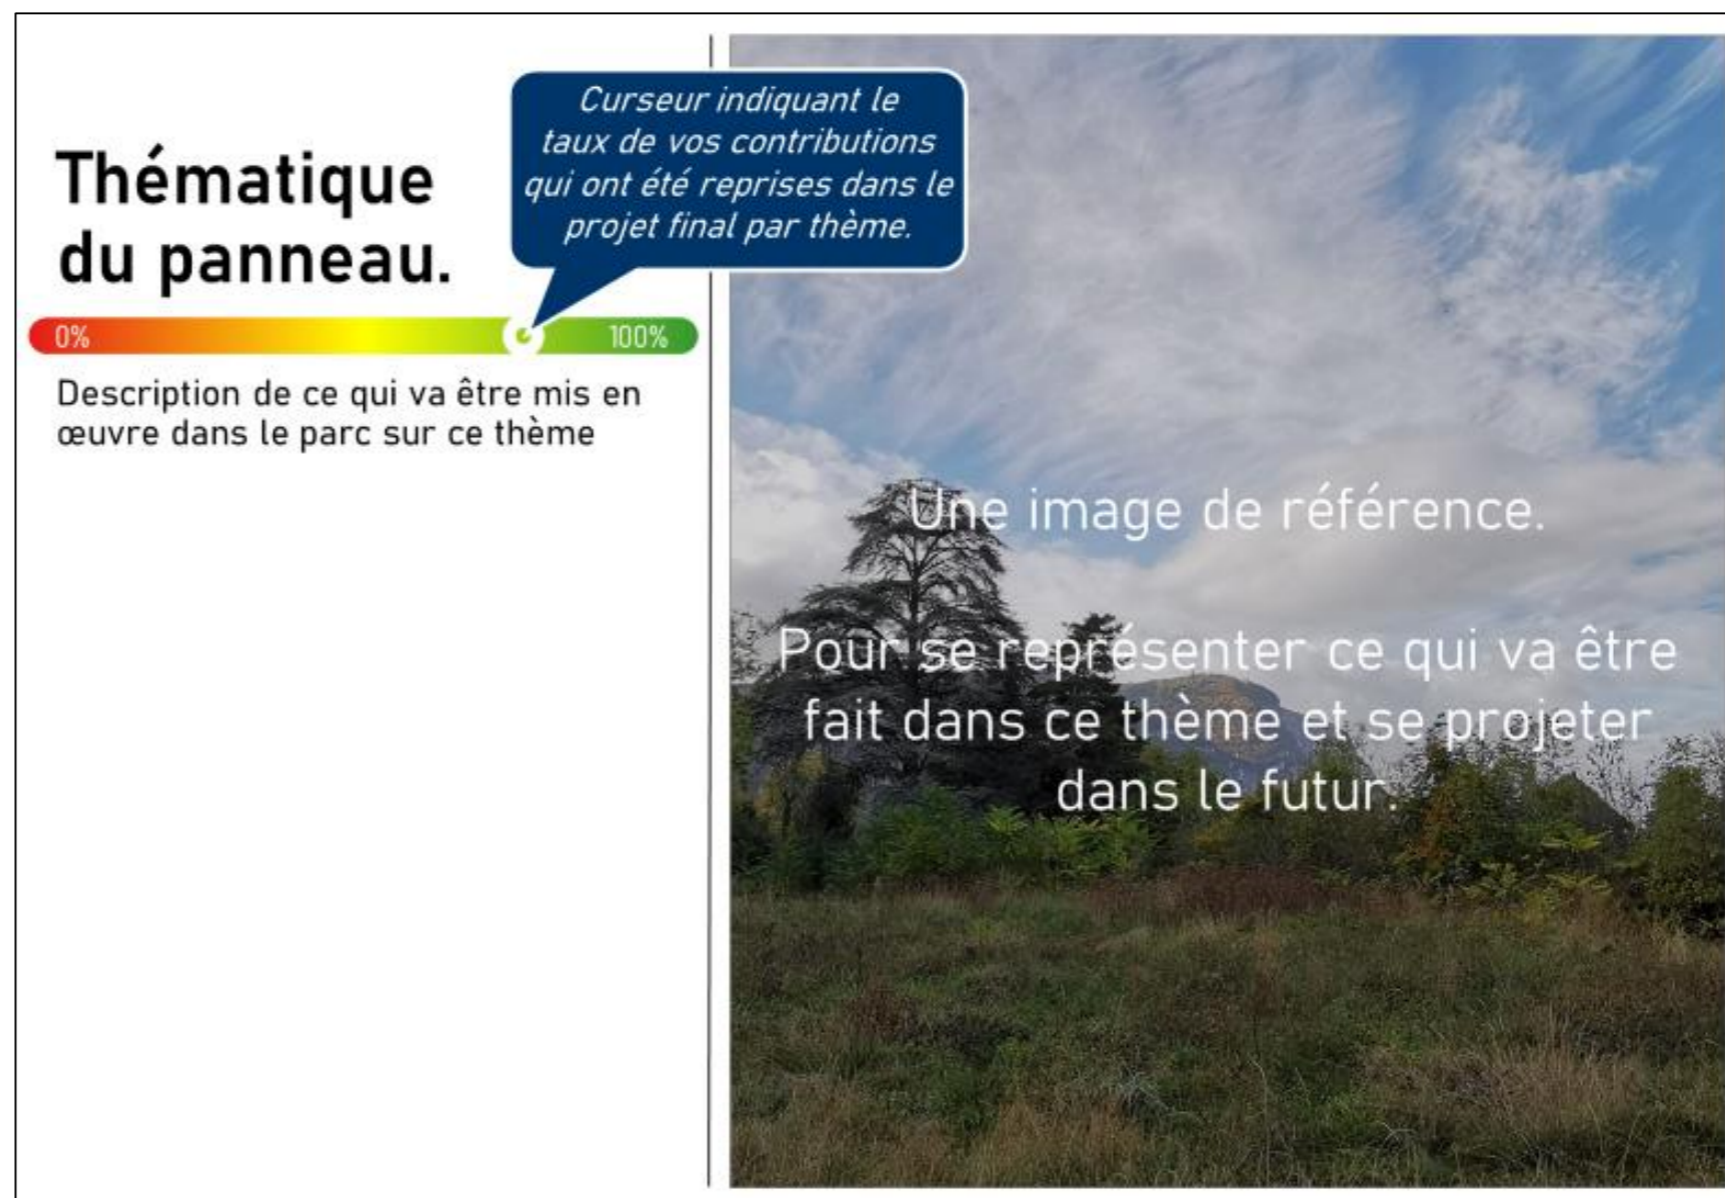 Thématique
du panneau.
Curseur indiquant le
taux de vos contributions
qui ont été reprises dans le
projet final par thème.
0%
100%
Description de ce qui va être mis en
œuvre dans le parc sur ce thème
Une image de référence.
Pour se représenter ce qui va être
fait dans ce thème et se projeter
dans le futur.